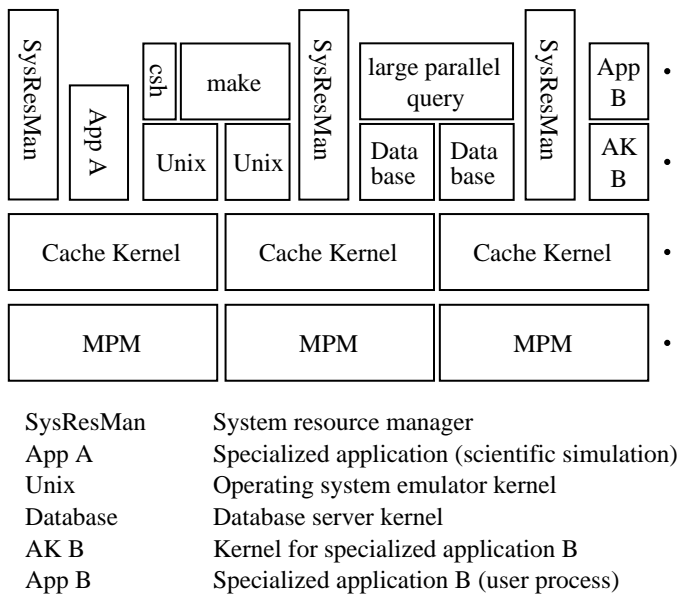 SysResMan
App A
csh
make
Unix
Unix
SysResMan
large parallel
query
Data
base
Data
base
SysResMan
App
B
AK
B
Cache Kernel
Cache Kernel
Cache Kernel
MPM
MPM
MPM
SysResMan System resource manager
App A Specialized application (scientific simulation)
Unix Operating system emulator kernel
Database Database server kernel
AK B Kernel for specialized application B
App B Specialized application B (user process)